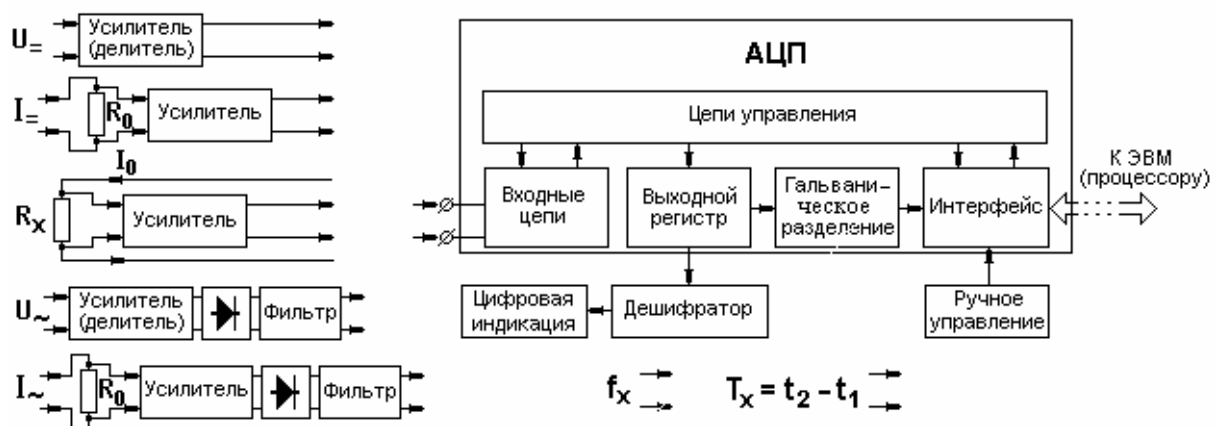 U=
Усилитель
(делитель)
I=
R0
Усилитель
I0
Rx
Усилитель
U~
Усилитель
(делитель)
Фильтр
I~
R0
Усилитель
Фильтр
АЦП
Цепи управления
Входные
цепи
Выходной
регистр
Гальвани-
ческое
разделение
Интерфейс
К ЭВМ
(процессору)
Цифровая
индикация
Дешифратор
Ручное
управление
fx
Tx = t2 - t1